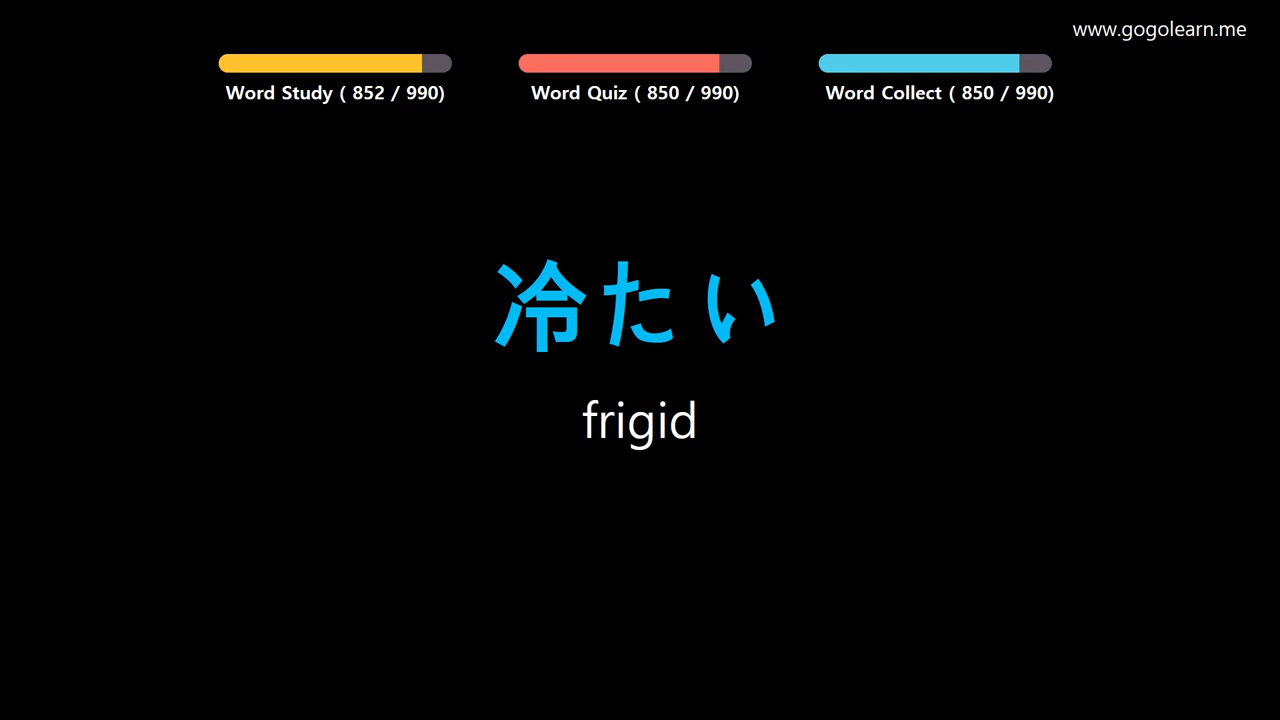 www.gogolearn.me
Word Study ( 852 / 990)
Word Quiz ( 850 / 990)
Word Collect ( 850 / 990)
冷たい
frigid